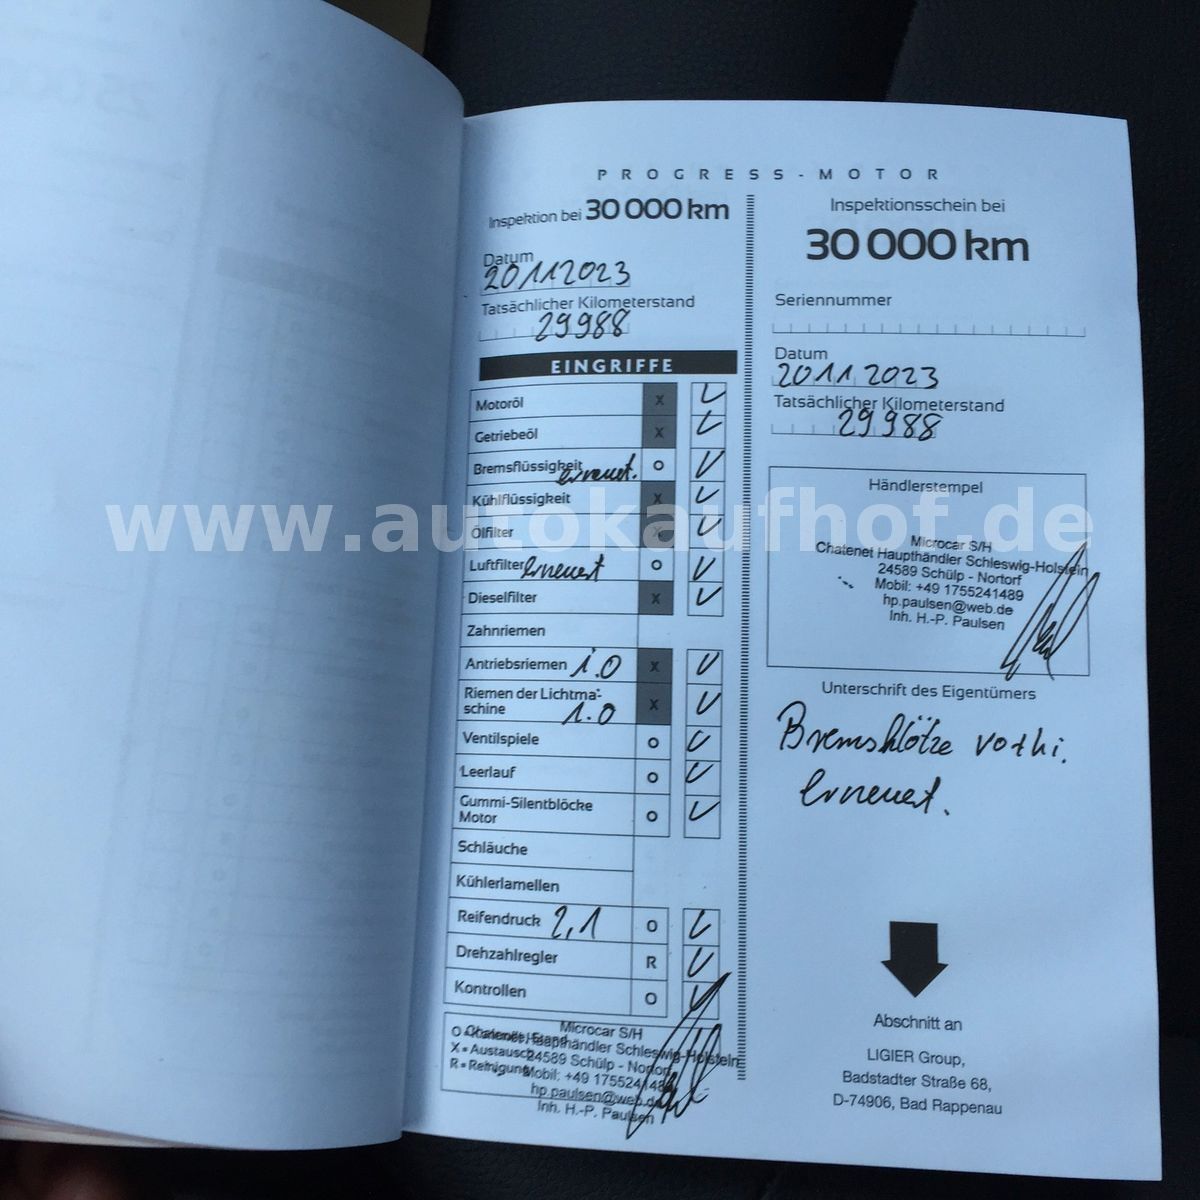 PROGRESS-MOTOR
Inspektion bei 30 000 km
Datum
20 11 2023
Tatsächlicher Kilometerstand
29988
EINGRIFFE
Motoröl X
Getriebeöl X
Bremsflüssigkeit erneut. O
Kühlflüssigkeit X
Ölfilter X
Luftfilter erneuert O
Dieselfilter X
Zahnriemen
Antriebsriemen i.O X
Riemen der Lichtma-
schine i.O X
Ventilspiele O
Leerlauf O
Gummi-Silentblöcke
Motor O
Schläuche
Kühlerlamellen
Reifendruck 2,1 O
Drehzahlregler R
Kontrollen O
X = Austausch
R = Reinigung
Microcar S/H
Chatenet Haupthändler Schleswig-Holstein
24589 Schülp - Nortorf
Mobil: +49 1755241489
hp.paulsen@web.de
Inh. H.-P. Paulsen
Inspektionsschein bei
30 000 km
Seriennummer
Datum
20 11 2023
Tatsächlicher Kilometerstand
29988
Händlerstempel
Microcar S/H
Chatenet Haupthändler Schleswig-Holstein
24589 Schülp - Nortorf
Mobil: +49 1755241489
hp.paulsen@web.de
Inh. H.-P. Paulsen
Unterschrift des Eigentümers
Bremsklötze vo+hi.
erneuert.
Abschnitt an
LIGIER Group,
Badstadter Straße 68,
D-74906, Bad Rappenau
www.autokaufhof.de